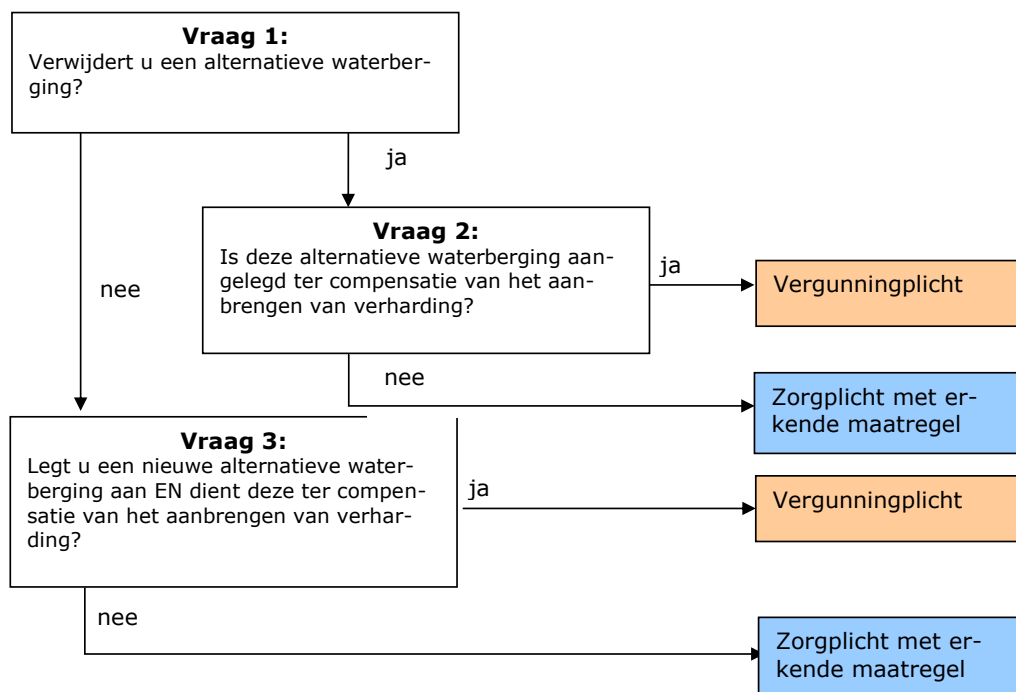 Vraag 1:
Verwijdert u een alternatieve waterber-
ging?
ja
Vraag 2:
Is deze alternatieve waterberging aan-
gelegd ter compensatie van het aan-
brengen van verharding?
ja
Vergunningplicht
nee
nee
Zorgplicht met er-
kende maatregel
Vraag 3:
Legt u een nieuwe alternatieve water-
berging aan EN dient deze ter compen-
satie van het aanbrengen van verhar-
ding?
ja
Vergunningplicht
nee
Zorgplicht met er-
kende maatregel